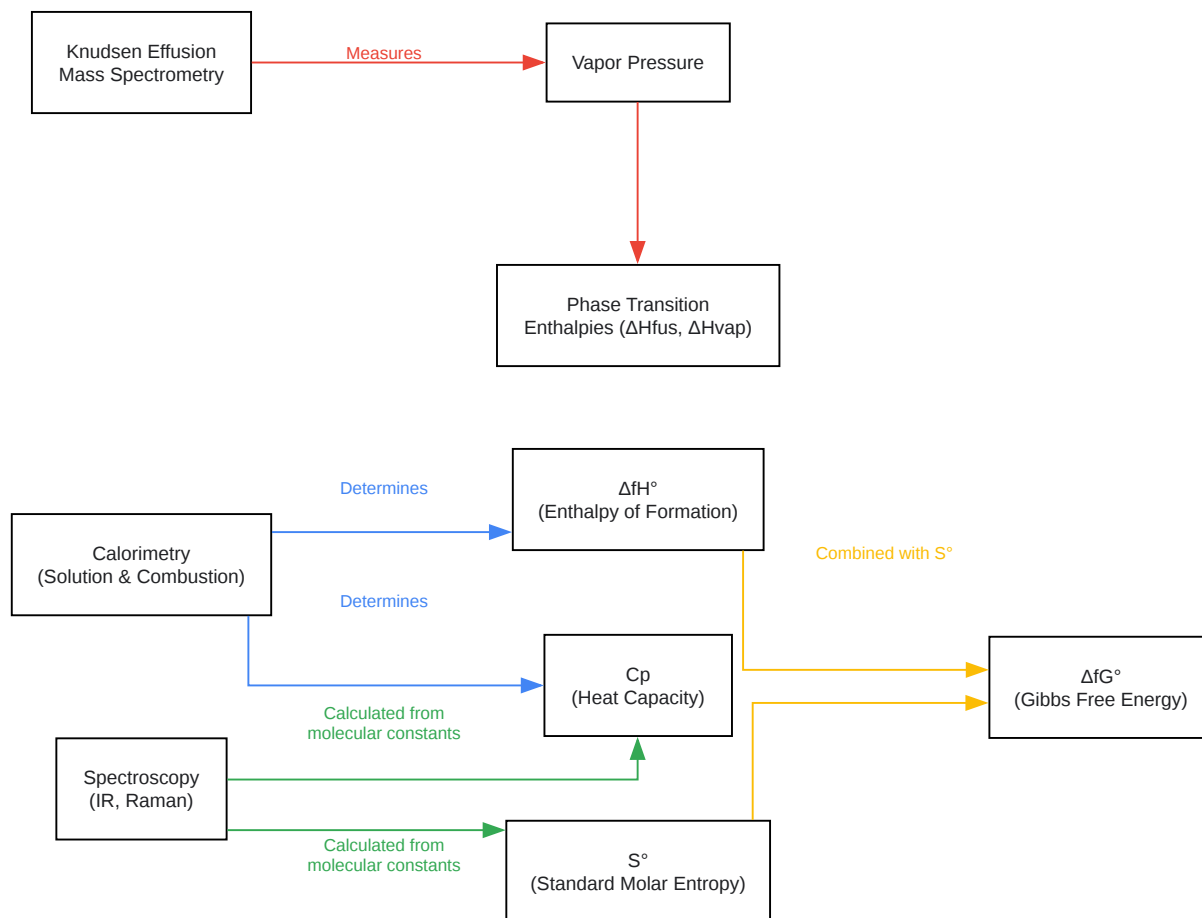 Knudsen Effusion
Mass Spectrometry
Measures
Vapor Pressure
Phase Transition
Enthalpies (ΔHfus, ΔHvap)
Determines
ΔfH°
(Enthalpy of Formation)
Calorimetry
(Solution & Combustion)
Combined with S°
Determines
Cp
(Heat Capacity)
ΔfG°
(Gibbs Free Energy)
Calculated from
molecular constants
Spectroscopy
(IR, Raman)
Calculated from
molecular constants
S°
(Standard Molar Entropy)